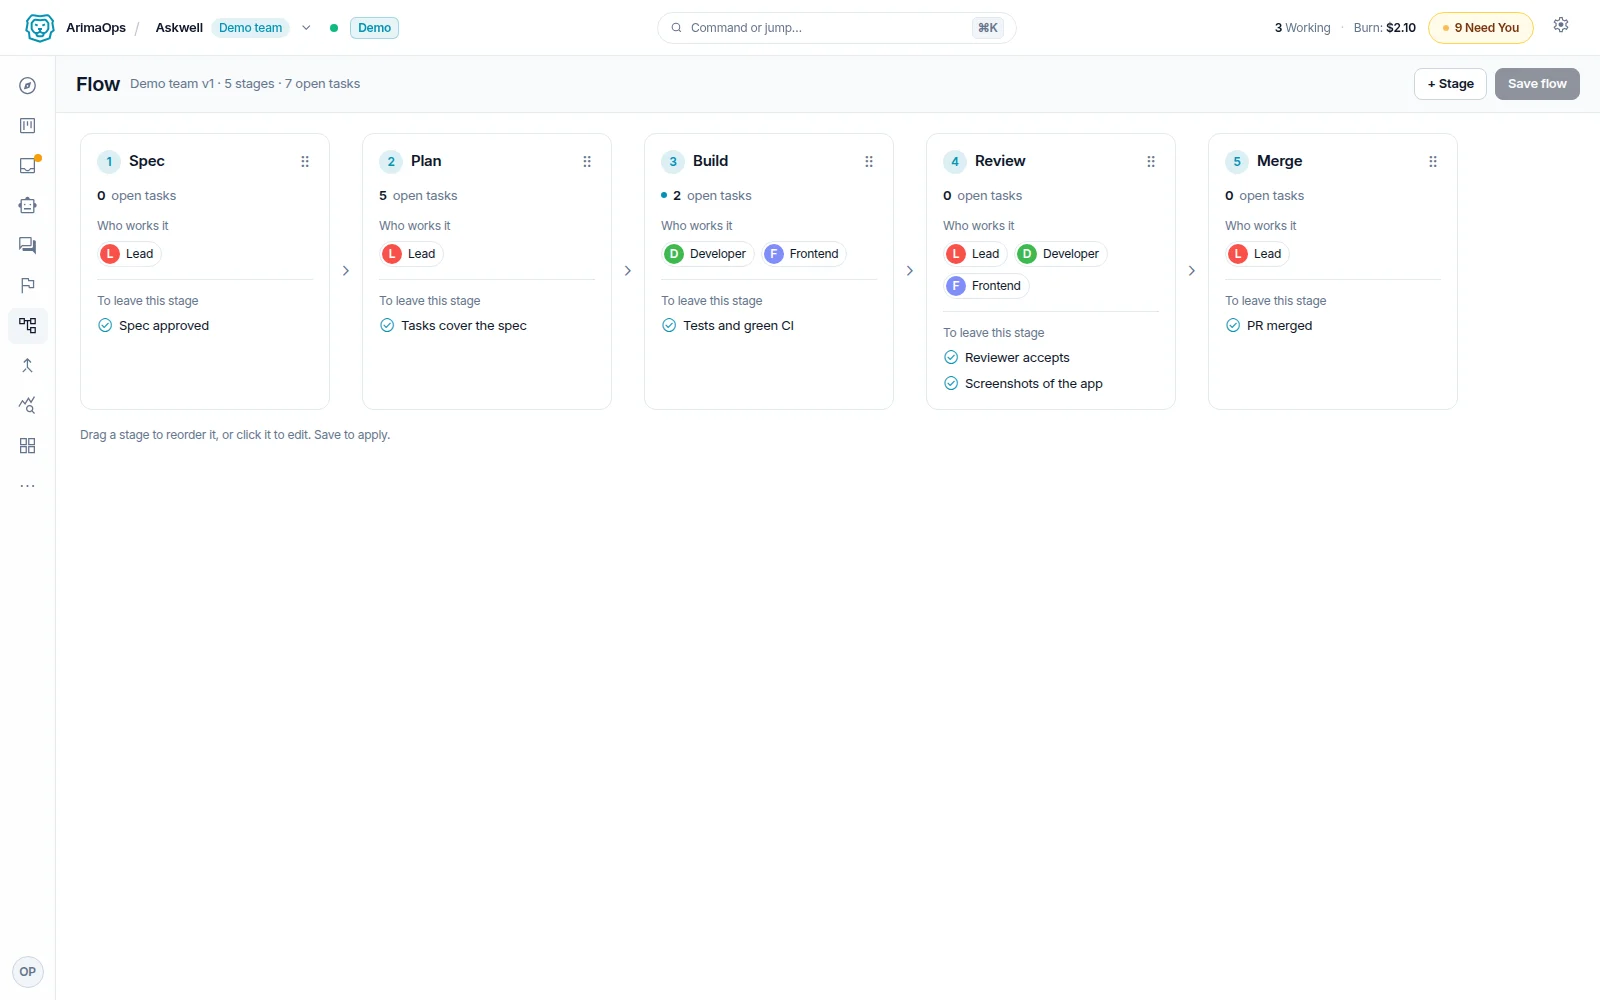 ArimaOps / Askwell Demo team Demo
Command or jump... ⌘K
3 Working · Burn: $2.10 9 Need You
Flow Demo team v1 · 5 stages · 7 open tasks
+ Stage Save flow
1 Spec
0 open tasks
Who works it
L Lead
To leave this stage
Spec approved
2 Plan
5 open tasks
Who works it
L Lead
To leave this stage
Tasks cover the spec
3 Build
2 open tasks
Who works it
D Developer F Frontend
To leave this stage
Tests and green CI
4 Review
0 open tasks
Who works it
L Lead D Developer
F Frontend
To leave this stage
Reviewer accepts
Screenshots of the app
5 Merge
0 open tasks
Who works it
L Lead
To leave this stage
PR merged
Drag a stage to reorder it, or click it to edit. Save to apply.
OP